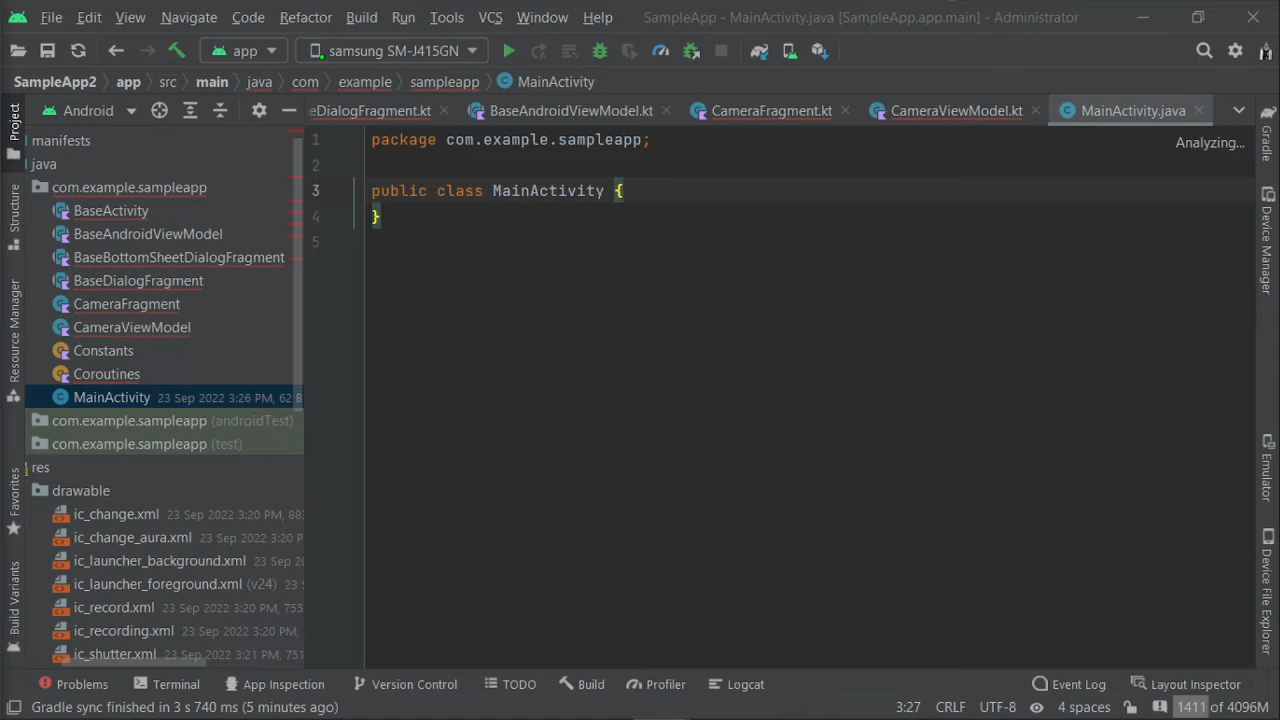 File Edit View Navigate Code Refactor Build Run Tools VCS Window Help SampleApp - MainActivity.java [SampleApp.app.main] - Administrator
app samsung SM-J415GN
SampleApp2 app src main java com example sampleapp MainActivity
Android eDialogFragment.kt BaseAndroidViewModel.kt CameraFragment.kt CameraViewModel.kt MainActivity.java
manifests
java
com.example.sampleapp
BaseActivity
BaseAndroidViewModel
BaseBottomSheetDialogFragment
BaseDialogFragment
CameraFragment
CameraViewModel
Constants
Coroutines
MainActivity 23 Sep 2022 3:26 PM, 62 B
com.example.sampleapp (androidTest)
com.example.sampleapp (test)
res
drawable
ic_change.xml 23 Sep 2022 3:20 PM, 883
ic_change_aura.xml 23 Sep 2022 3:20
ic_launcher_background.xml 23 Sep
ic_launcher_foreground.xml (v24) 23 S
ic_record.xml 23 Sep 2022 3:20 PM, 755
ic_recording.xml 23 Sep 2022 3:20 PM,
ic_shutter.xml 23 Sep 2022 3:21 PM, 751
1 package com.example.sampleapp;
2
3 public class MainActivity {
4 }
5
Analyzing...
Project
Structure
Resource Manager
Favorites
Build Variants
Gradle
Device Manager
Emulator
Device File Explorer
Problems Terminal App Inspection Version Control TODO Build Profiler Logcat Event Log Layout Inspector
Gradle sync finished in 3 s 740 ms (5 minutes ago) 3:27 CRLF UTF-8 4 spaces 1411 of 4096M